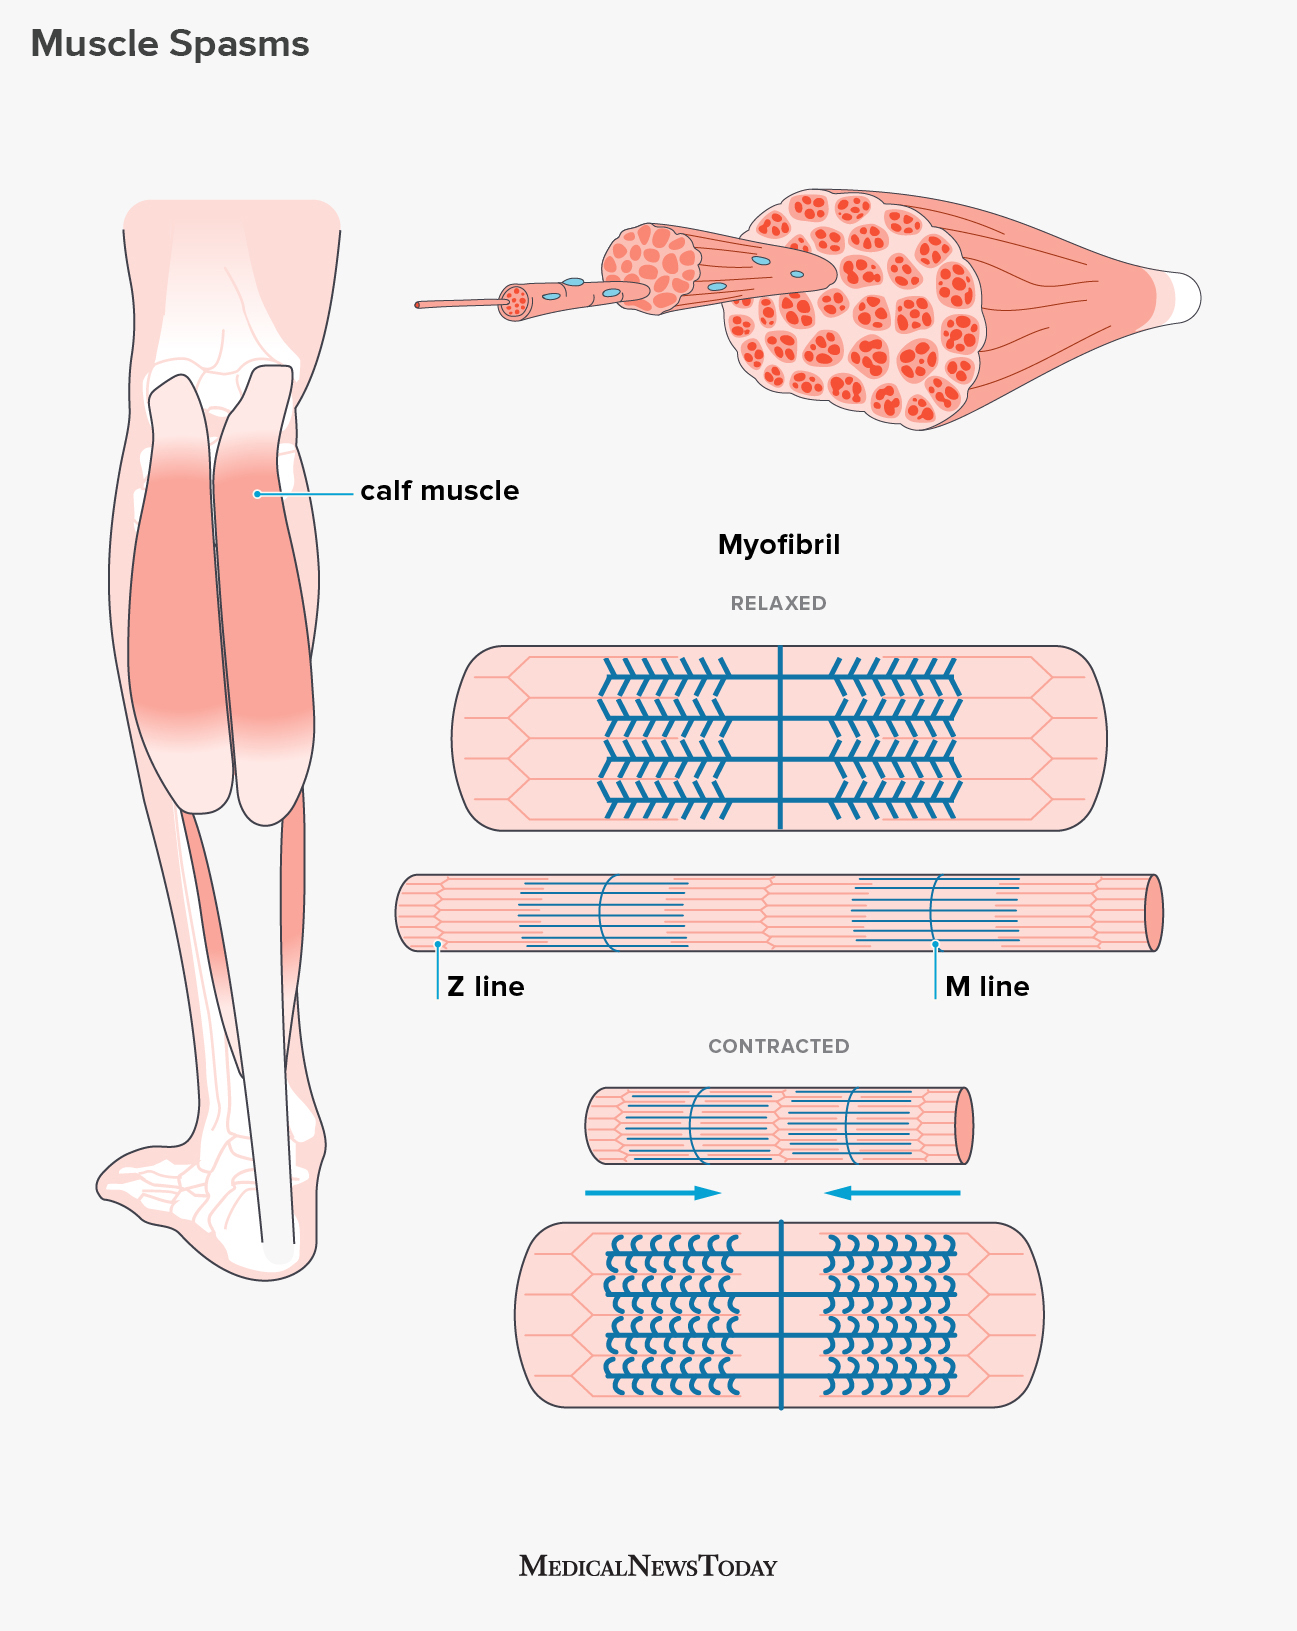 Muscle Spasms
calf muscle
Myofibril
RELAXED
Z line
M line
CONTRACTED
MEDICALNEWSTODAY